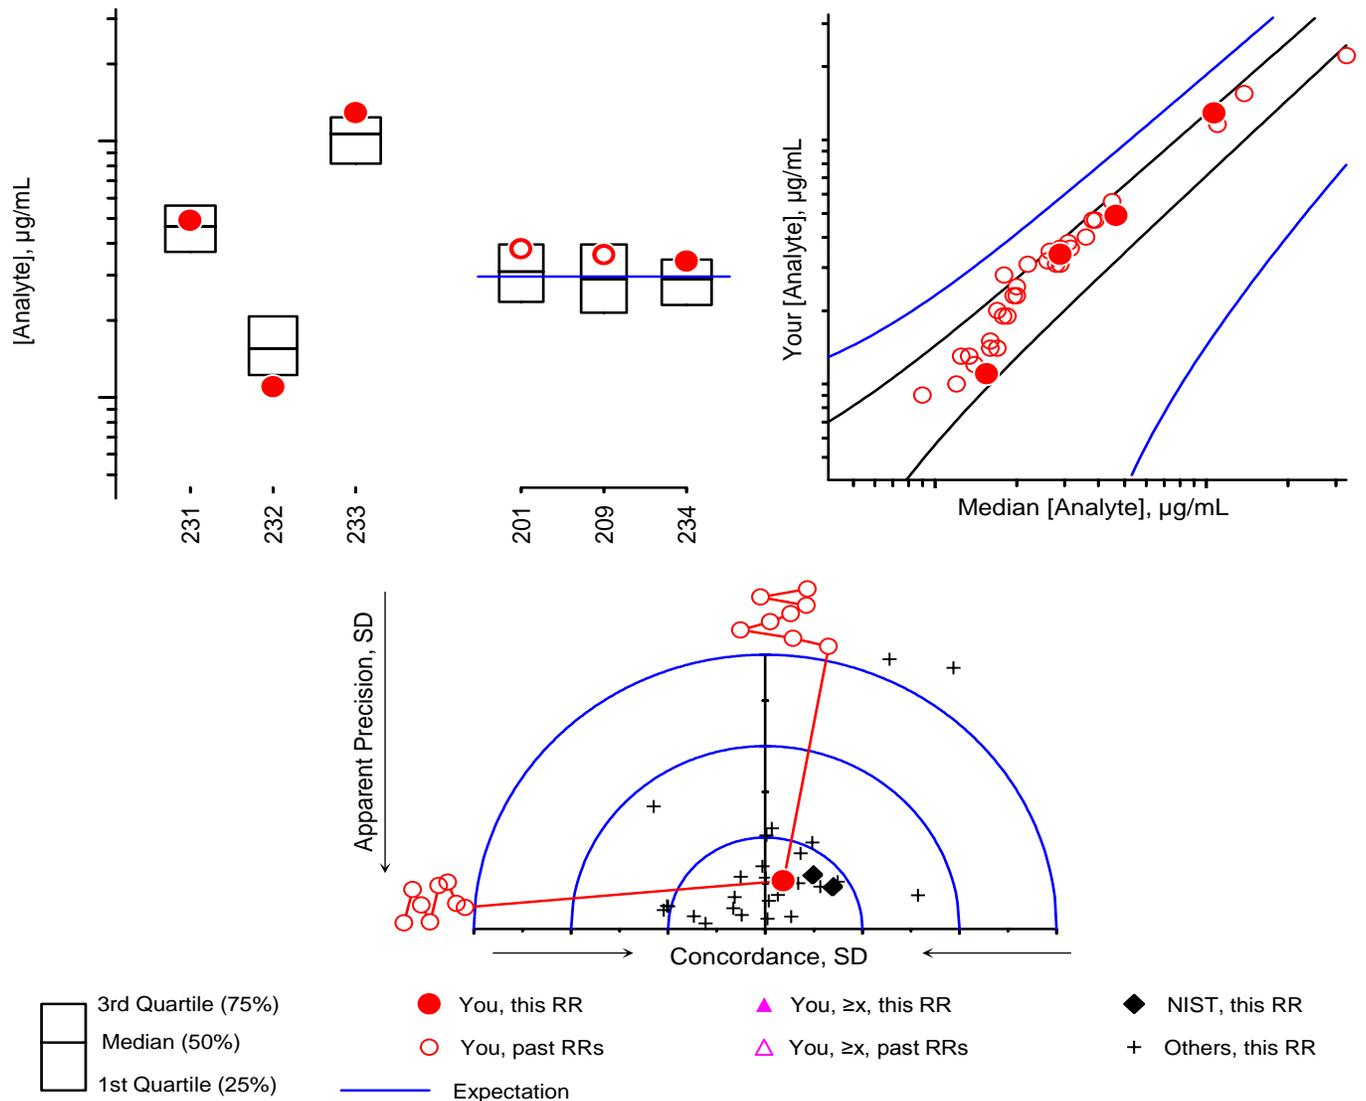 [Analyte], µg/mL
231
232
233
201
209
234
Your [Analyte], µg/mL
Median [Analyte], µg/mL
Apparent Precision, SD
Concordance, SD
3rd Quartile (75%)
Median (50%)
1st Quartile (25%)
You, this RR
You, past RRs
Expectation
You, ≥x, this RR
You, ≥x, past RRs
NIST, this RR
Others, this RR